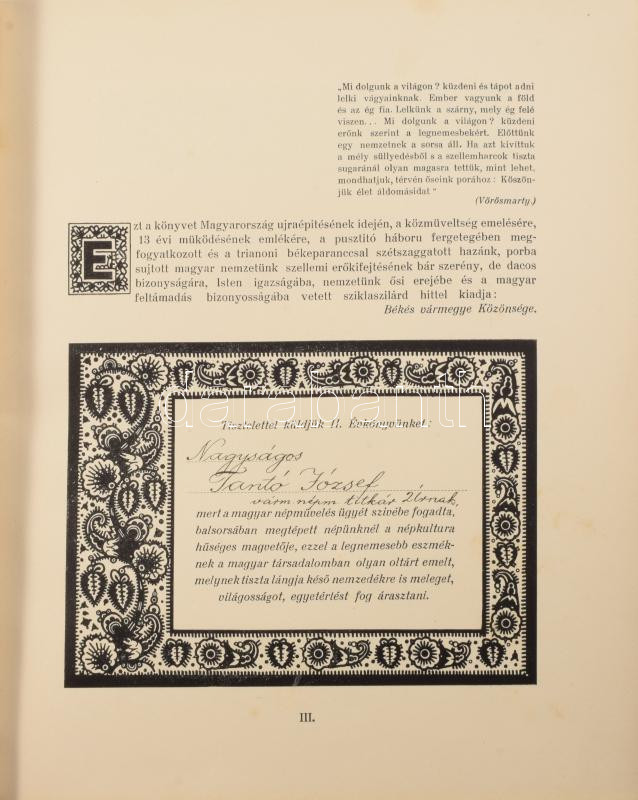 „Mi dolgunk a világon? küzdeni és tápot adni
lelki vágyainknak. Ember vagyunk a föld
és az ég fia. Lelkünk a szárny, mely ég felé
viszen... Mi dolgunk a világon? küzdeni
erőnk szerint a legnemesbekért. Előttünk
egy nemzetnek a sorsa áll. Ha azt kivittuk
a mély süllyedésből s a szellemharcok tiszta
sugaránál olyan magasra tettük, mint lehet,
mondhatjuk, térvén őseink porához: Köszön-
jük élet áldomásidat"
(Vörösmarty.)
Ezt a könyvet Magyarország ujraépitésének idején, a közműveltség emelésére,
13 évi müködésének emlékére, a pusztitó háboru fergetegében meg-
fogyatkozott és a trianoni békeparanccsal szétszaggatott hazánk, porba
sujtott magyar nemzetünk szellemi erőkifejtésének bár szerény, de dacos
bizonyságára, Isten igazságába, nemzetünk ősi erejébe és a magyar
feltámadás bizonyosságába vetett sziklaszilárd hittel kiadja:
Békés vármegye Közönsége.
darabanth
Tisztelettel küldjük II. Évkönyvünket:
Nagyságos
Tantó József
várm népm titkár Úrnak,
mert a magyar népművelés ügyét szivébe fogadta,
balsorsában megtépett népünknél a népkultura
hűséges magvetője, ezzel a legnemesebb eszmék-
nek a magyar társadalomban olyan oltárt emelt,
melynek tiszta lángja késő nemzedékre is meleget,
világosságot, egyetértést fog árasztani.
III.